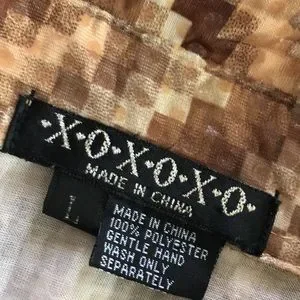 X·O·X·O·X·O
MADE IN CHINA
L
MADE IN CHINA
100% POLYESTER
GENTLE HAND
WASH ONLY
SEPARATELY